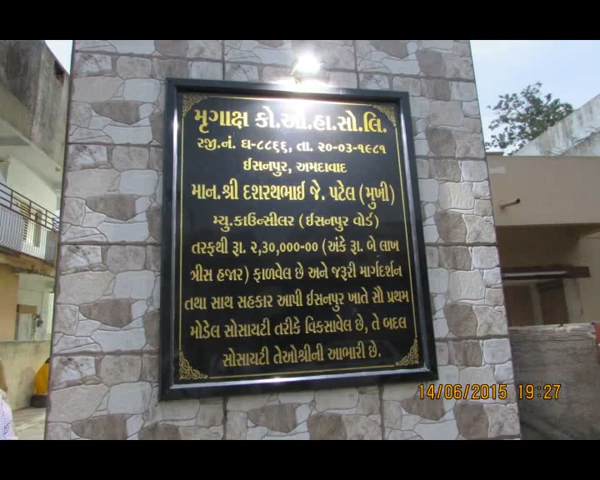 મૃગાક્ષ કો.ઓ.હા.સો.લિ.
રજી.નં. ઘ-૮૮૬૬, તા. ૨૦-૦૩-૧૯૮૧
ઈસનપુર, અમદાવાદ
માન.શ્રી દશરથભાઈ જે. પટેલ (મુખી)
મ્યુ.કાઉન્સીલર (ઈસનપુર વોર્ડ)
તરફથી રૂા. ૨,૩૦,૦૦૦-૦૦ (અંકે રૂા. બે લાખ
ત્રીસ હજાર) ફાળવેલ છે અને જરૂરી માર્ગદર્શન
તથા સાથ સહકાર આપી ઈસનપુર ખાતે સૌ પ્રથમ
મોડેલ સોસાયટી તરીકે વિકસાવેલ છે, તે બદલ
સોસાયટી તેઓશ્રીની આભારી છે.
14/06/2015 19:27